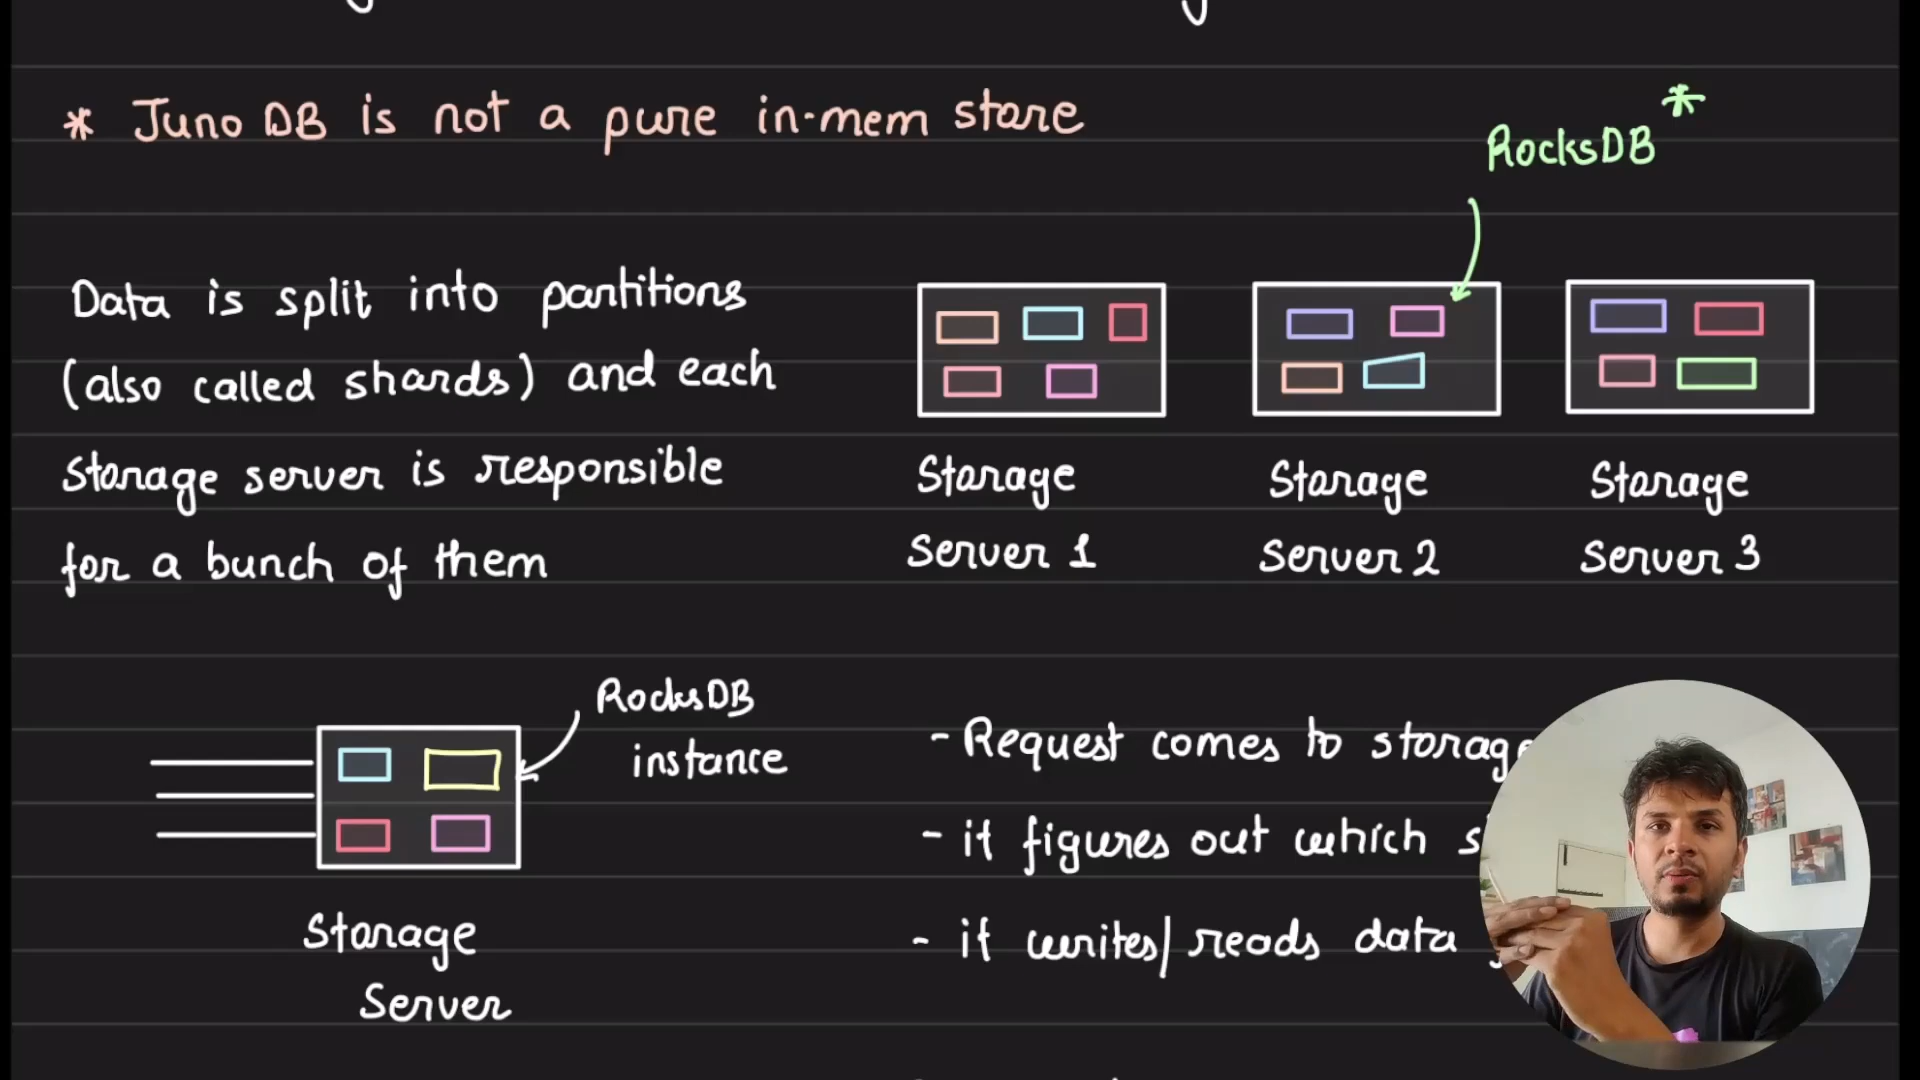 * Juno DB is not a pure in-mem store
RocksDB *
Data is split into partitions
(also called shards) and each
Storage server is responsible
for a bunch of them
Storage
Server 1
Storage
Server 2
Storage
Server 3
RocksDB
instance
Storage
Server
- Request comes to storage
- it figures out which
- it writes/reads data